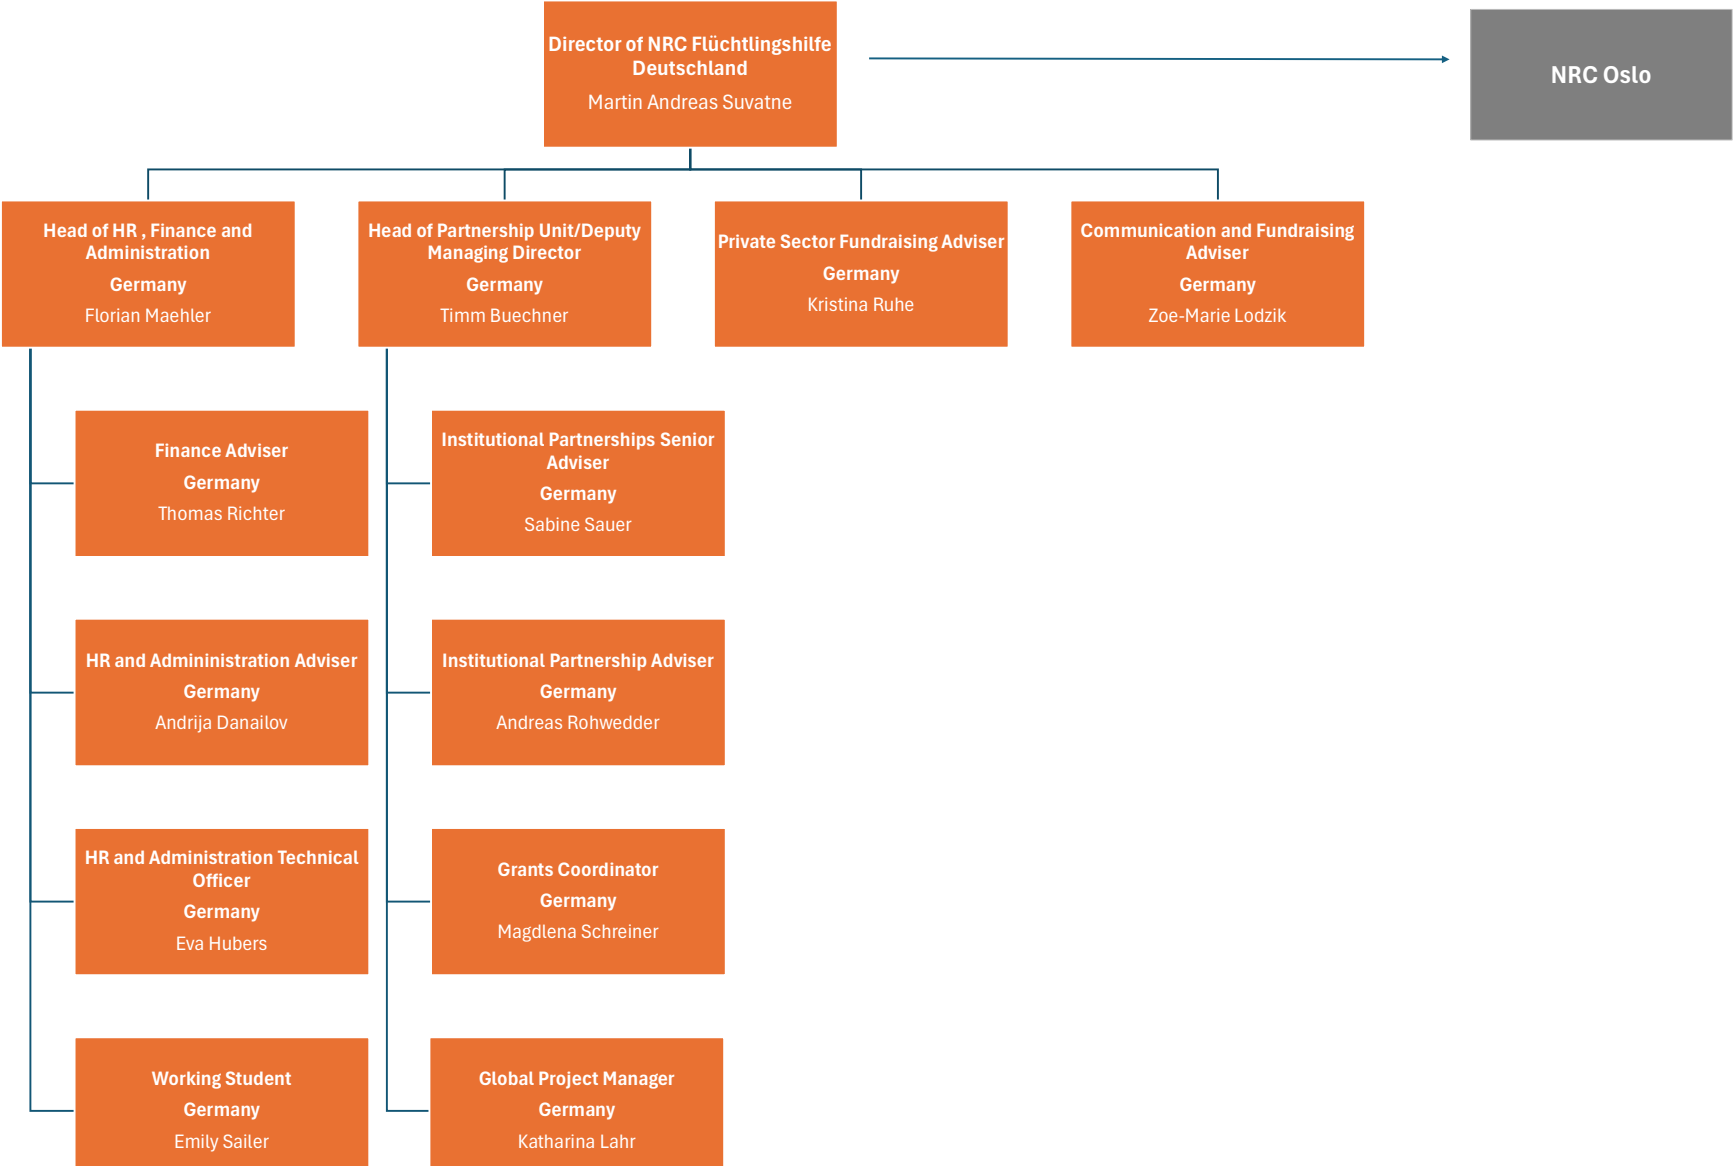 Director of NRC Flüchtlingshilfe
Deutschland
Martin Andreas Suvatne
NRC Oslo
Head of HR , Finance and
Administration
Germany
Florian Maehler
Head of Partnership Unit/Deputy
Managing Director
Germany
Timm Buechner
Private Sector Fundraising Adviser
Germany
Kristina Ruhe
Communication and Fundraising
Adviser
Germany
Zoe-Marie Lodzik
Finance Adviser
Germany
Thomas Richter
Institutional Partnerships Senior
Adviser
Germany
Sabine Sauer
HR and Admininistration Adviser
Germany
Andrija Danailov
Institutional Partnership Adviser
Germany
Andreas Rohwedder
HR and Administration Technical
Officer
Germany
Eva Hubers
Grants Coordinator
Germany
Magdlena Schreiner
Working Student
Germany
Emily Sailer
Global Project Manager
Germany
Katharina Lahr